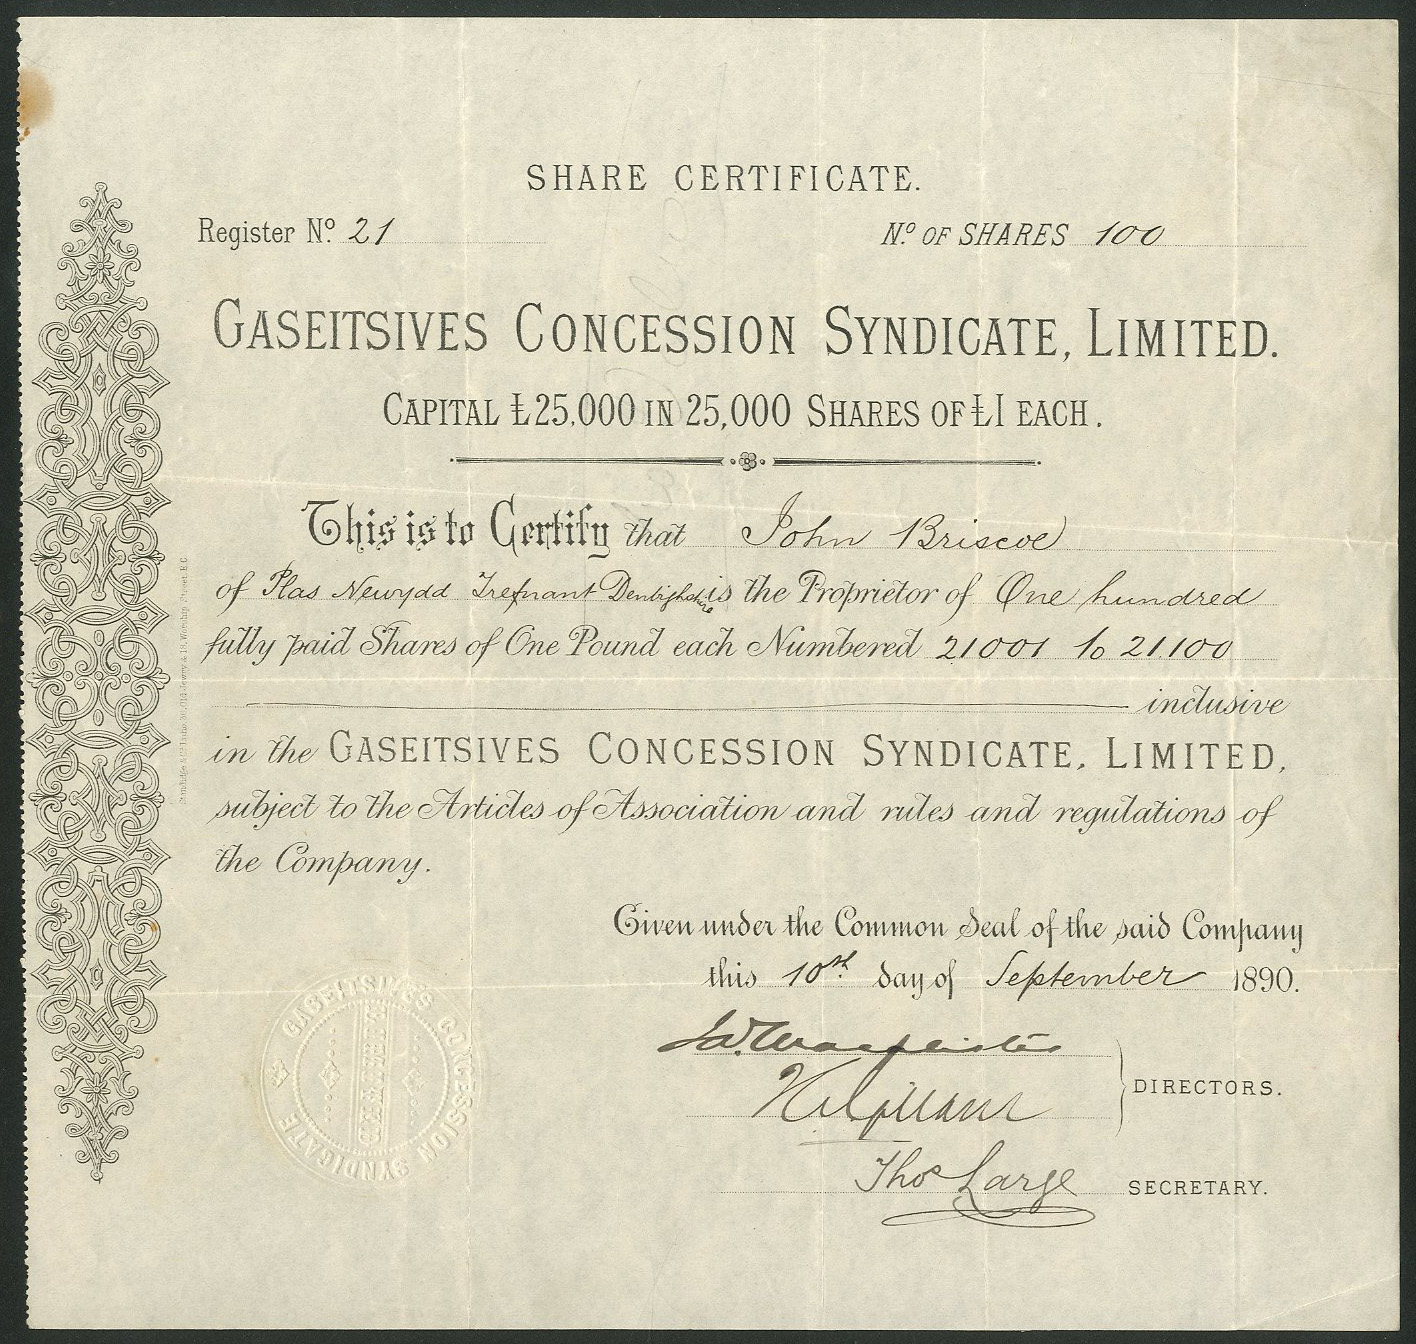 SHARE CERTIFICATE.
Register No. 21
No. OF SHARES 100
GASEITSIVES CONCESSION SYNDICATE, LIMITED.
CAPITAL £25,000 IN 25,000 SHARES OF £1 EACH.
This is to Certify that John Briscoe
of Plas Newydd Trefnant Denbighshire is the Proprietor of One hundred
fully paid Shares of One Pound each Numbered 21001 to 21100
inclusive
in the GASEITSIVES CONCESSION SYNDICATE, LIMITED,
subject to the Articles of Association and rules and regulations of
the Company.
Given under the Common Seal of the said Company
this 10th day of September 1890.
DIRECTORS.
Thos Large SECRETARY.
GASEITSIVES CONCESSION SYNDICATE
LIMITED